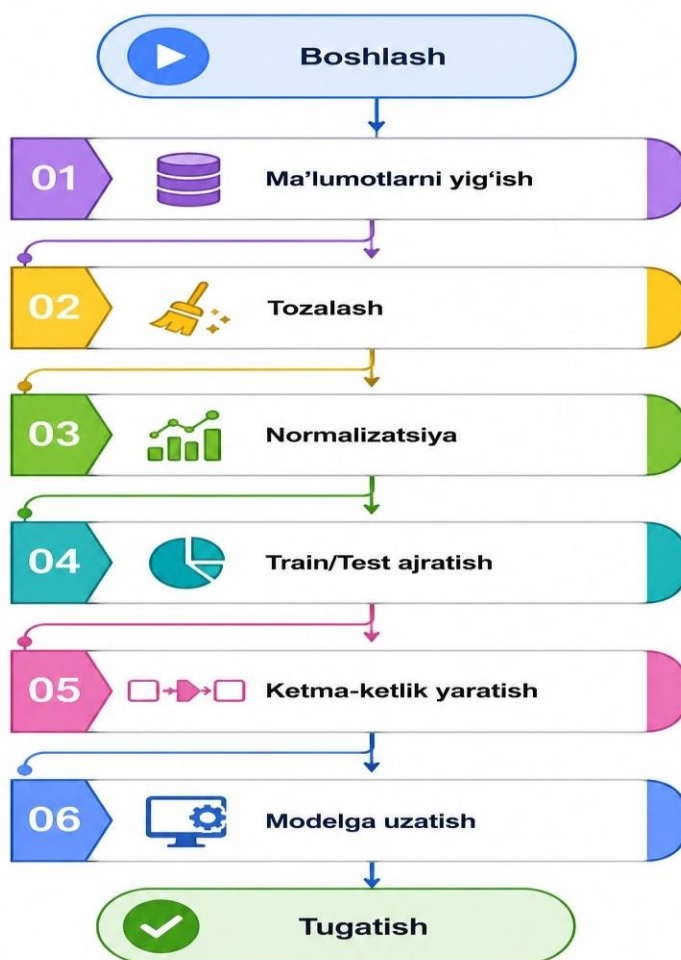 Boshlash
01 Ma’lumotlarni yig‘ish
02 Tozalash
03 Normalizatsiya
04 Train/Test ajratish
05 Ketma-ketlik yaratish
06 Modelga uzatish
Tugatish